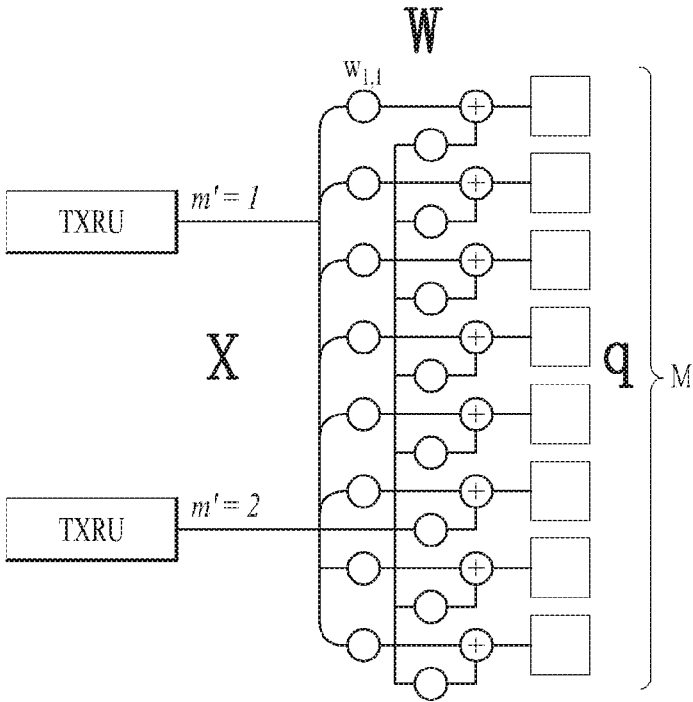 W
w1,1
TXRU
m' = 1
X
q
M
TXRU
m' = 2